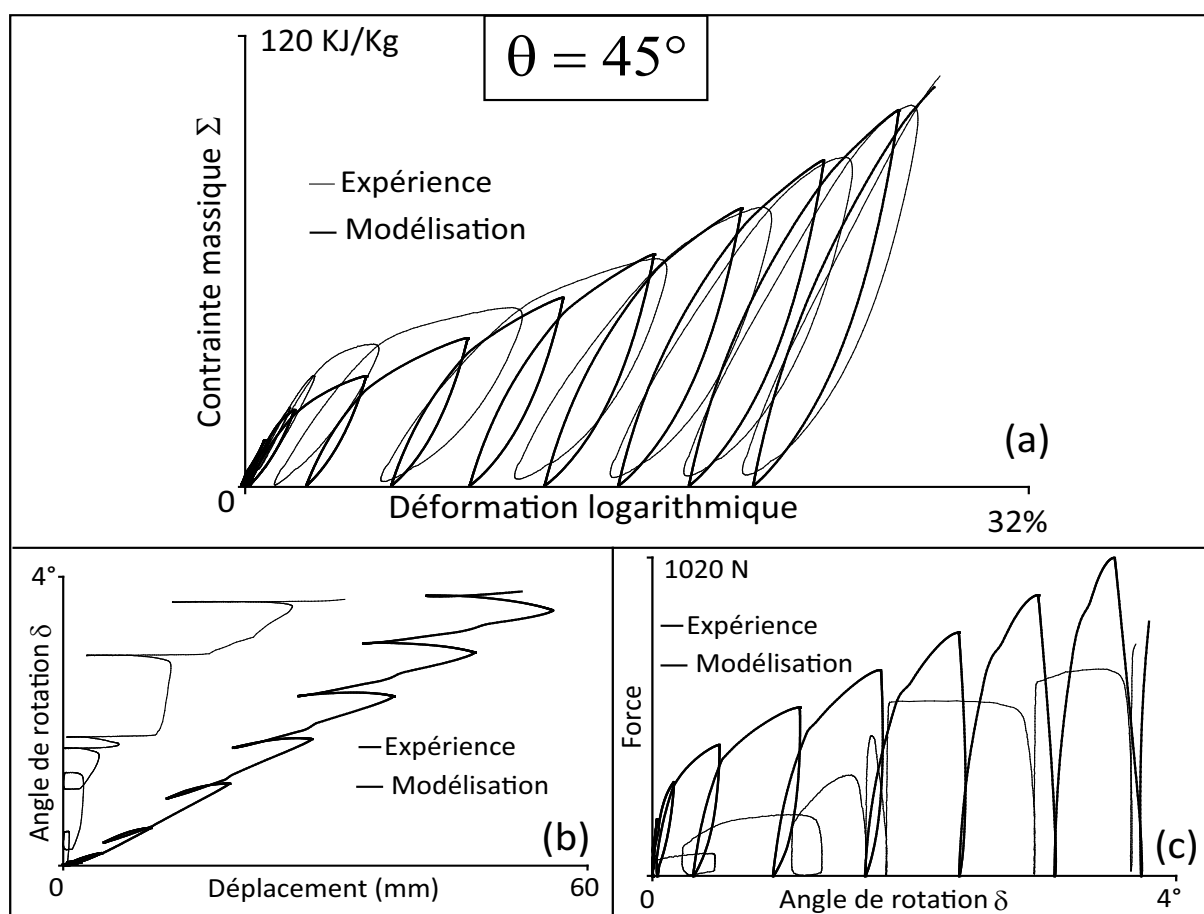 120 KJ/Kg
θ = 45°
Contrainte massique Σ
Expérience
Modélisation
(a)
0
Déformation logarithmique
32%
4°
Angle de rotation δ
Expérience
Modélisation
(b)
0
Déplacement (mm)
60
1020 N
Expérience
Modélisation
Force
(c)
0
Angle de rotation δ
4°